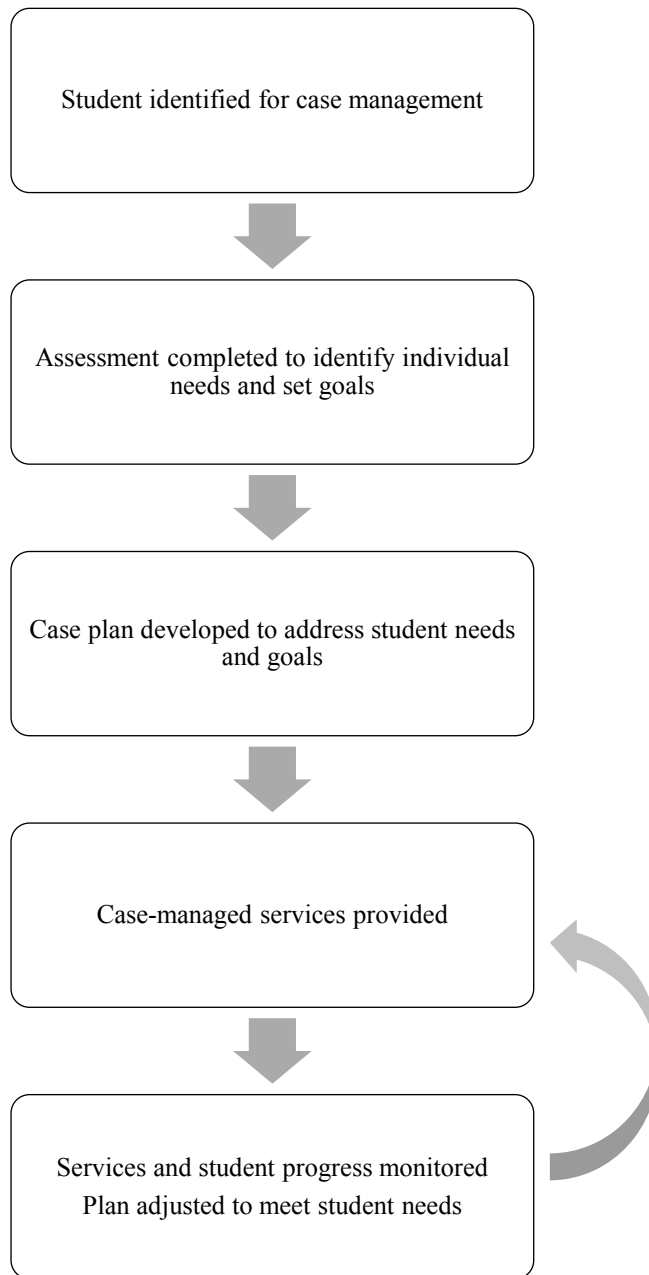 Student identified for case management
Assessment completed to identify individual
needs and set goals
Case plan developed to address student needs
and goals
Case-managed services provided
Services and student progress monitored
Plan adjusted to meet student needs